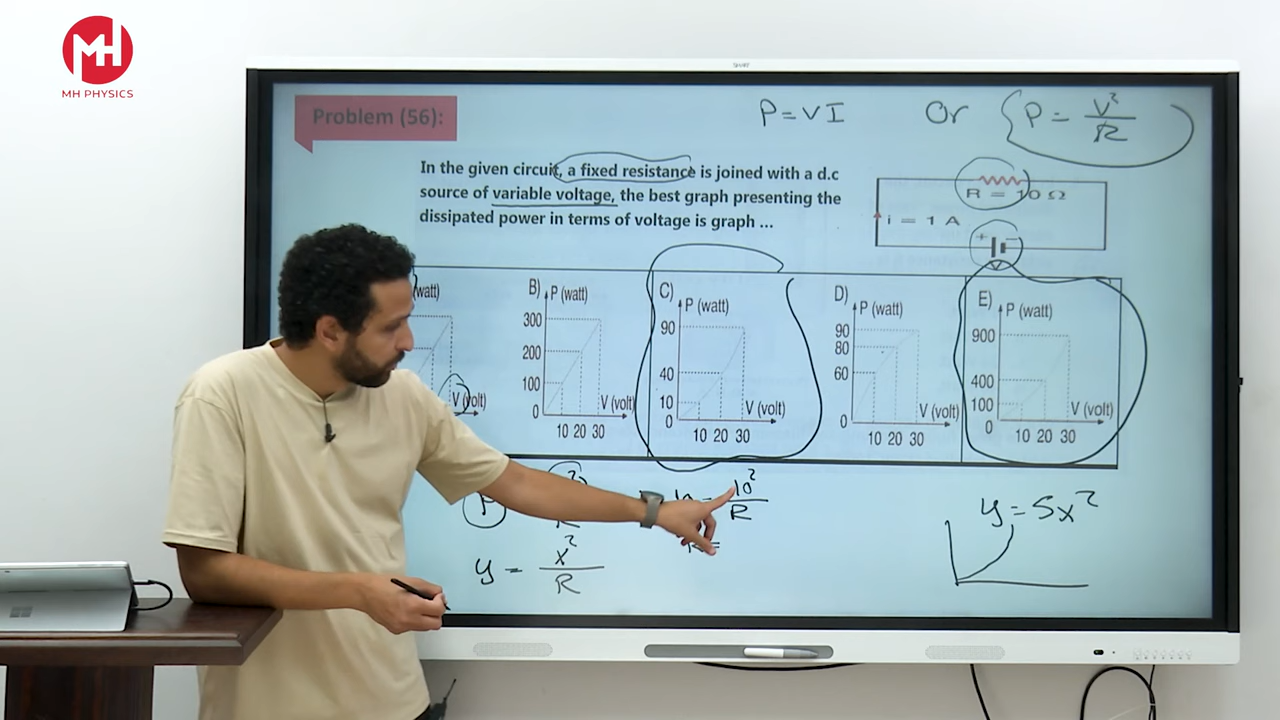 MH
MH PHYSICS
SMART
Problem (56):
P = VI Or P = V²/R
In the given circuit, a fixed resistance is joined with a d.c
source of variable voltage, the best graph presenting the
dissipated power in terms of voltage is graph ...
R = 10 Ω
i = 1 A
+ −
watt)
V (volt)
B)
P (watt)
300
200
100
0
V (volt)
10 20 30
C)
P (watt)
90
40
10
0
V (volt)
10 20 30
D)
P (watt)
90
80
60
0
V (volt)
10 20 30
E)
P (watt)
900
400
100
0
V (volt)
10 20 30
P
R
y = x²/R
10²/R
y = 5x²